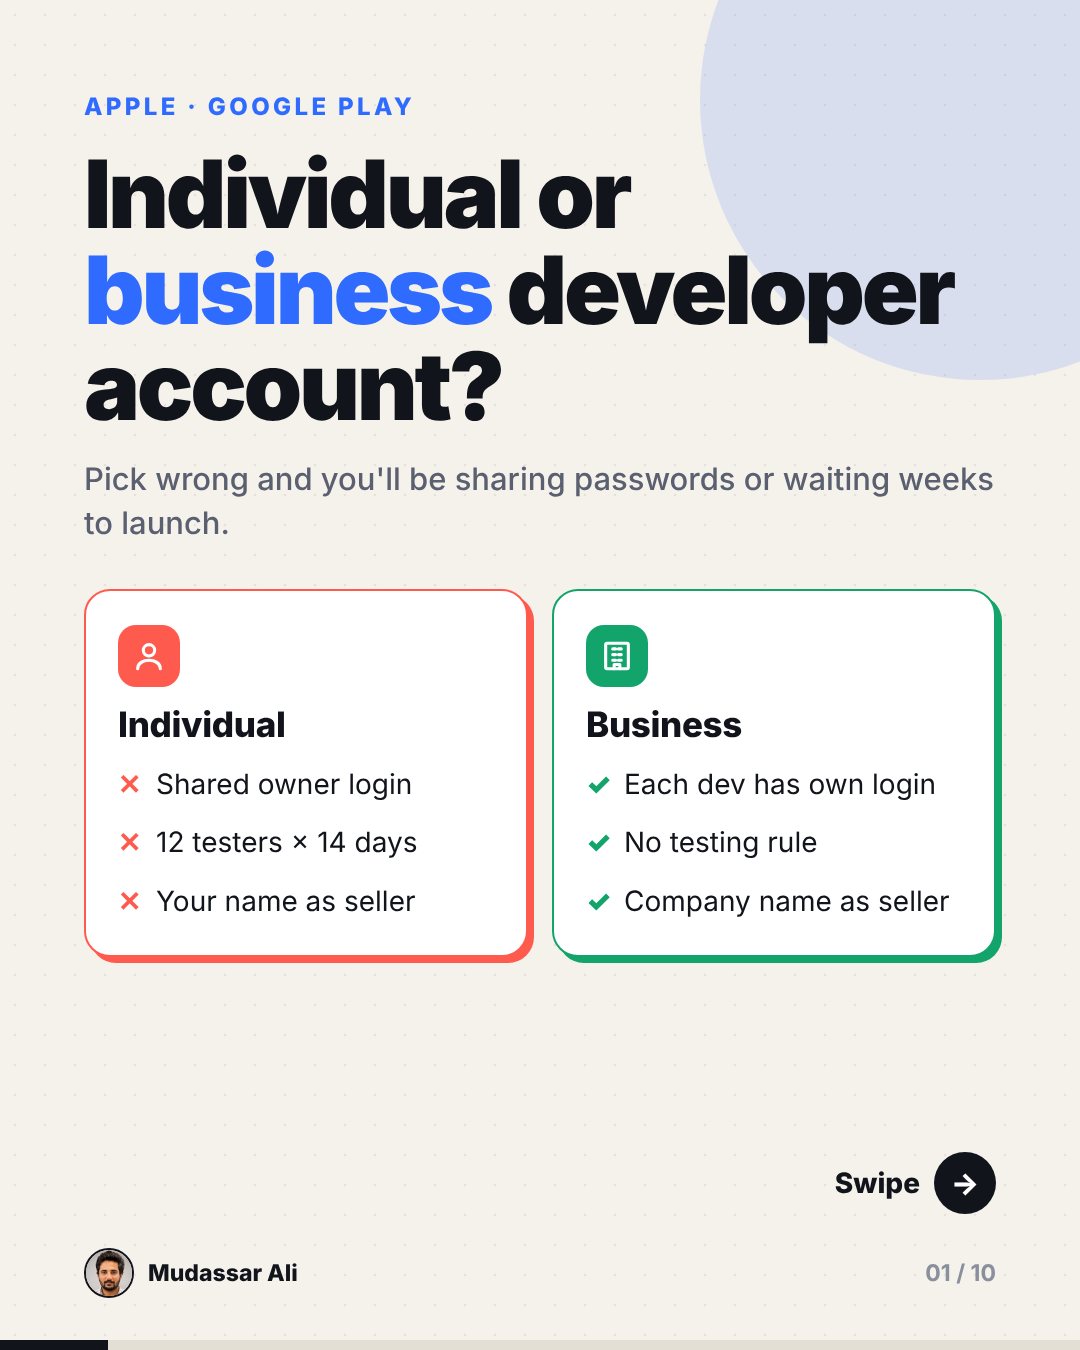 APPLE · GOOGLE PLAY
Individual or
business developer
account?
Pick wrong and you'll be sharing passwords or waiting weeks
to launch.
Individual
✕ Shared owner login
✕ 12 testers × 14 days
✕ Your name as seller
Business
✓ Each dev has own login
✓ No testing rule
✓ Company name as seller
Swipe →
Mudassar Ali
01 / 10